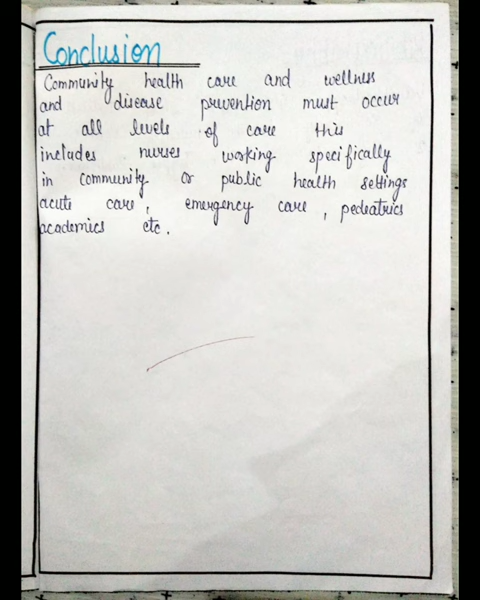 Conclusion
Community health care and wellness
and disease prevention must occur
at all levels of care this
includes nurses working specifically
in community or public health settings
acute care, emergency care, pedeatrics
academics etc.